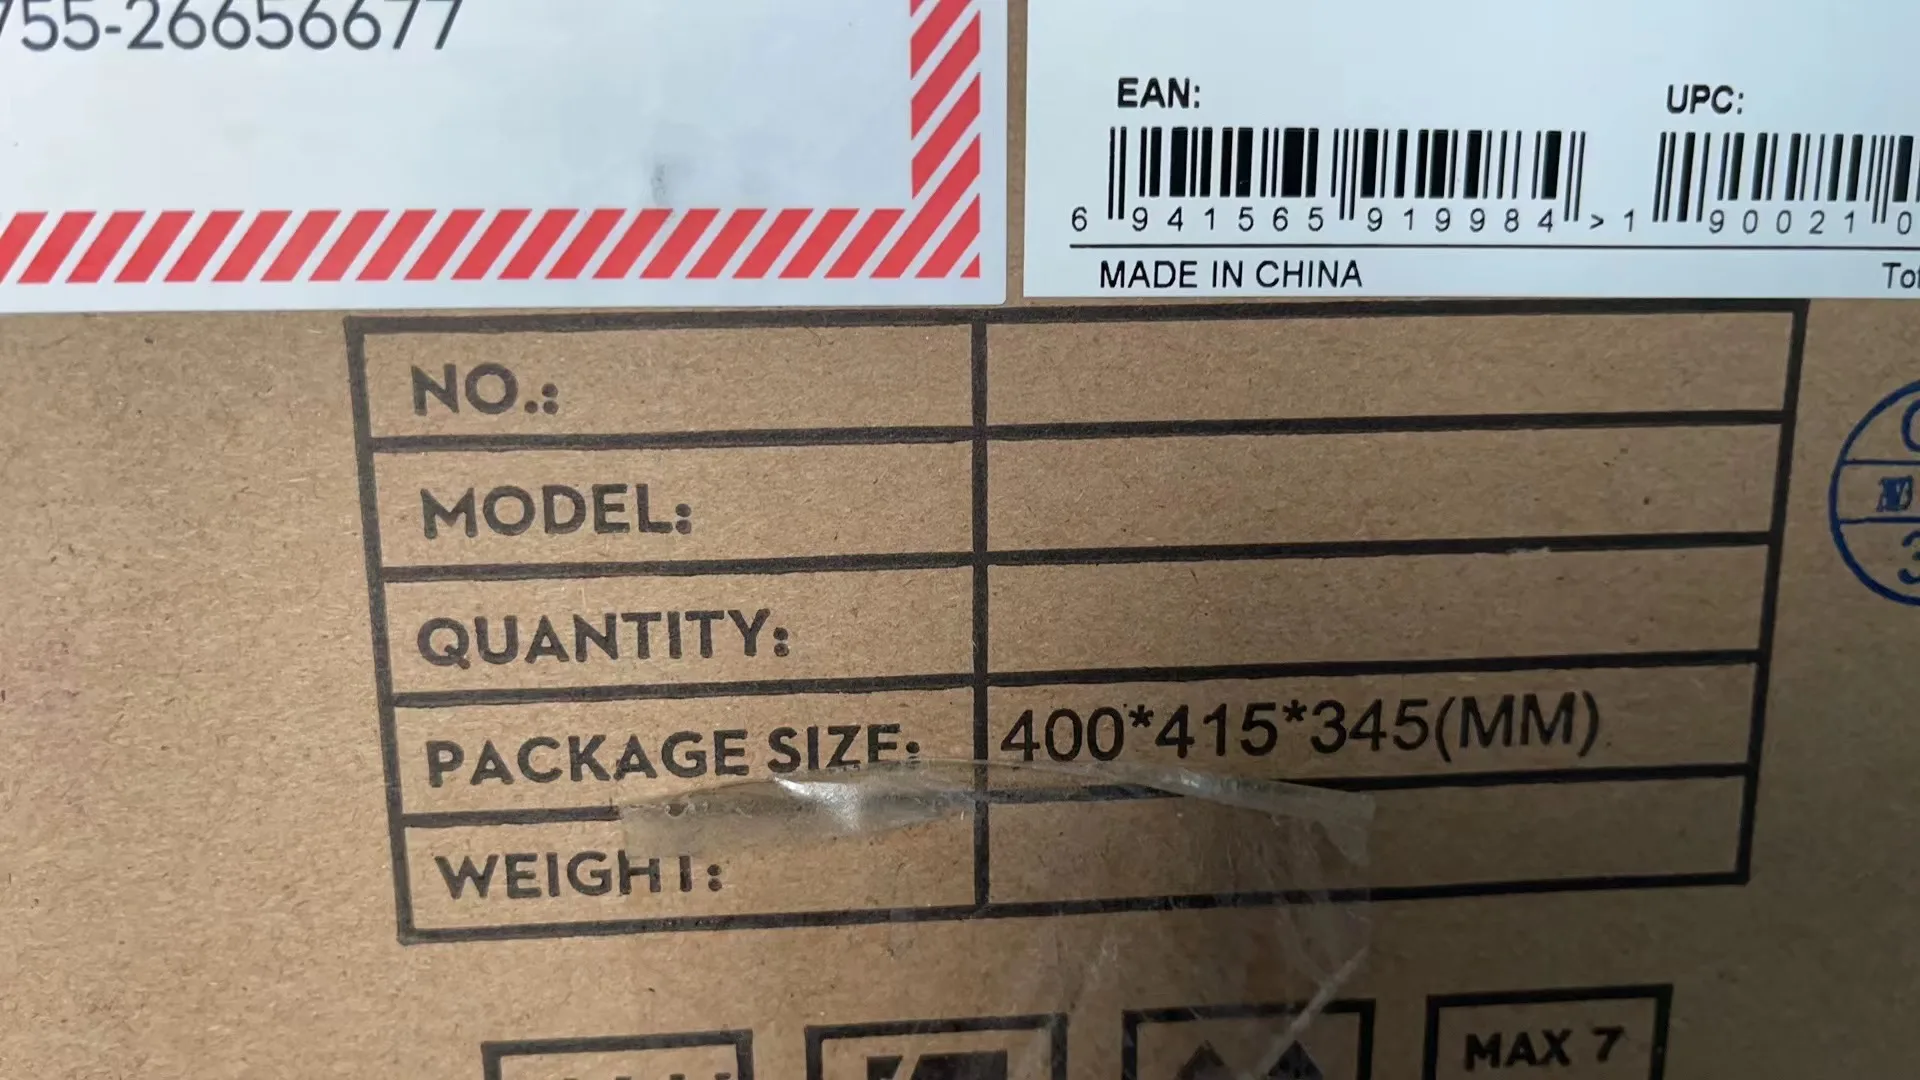 755-26656677
EAN:
UPC:
6 941565 919984 >
1 90021 0
MADE IN CHINA
NO.:
MODEL:
QUANTITY:
PACKAGE SIZE: 400*415*345(MM)
WEIGHT:
MAX 7